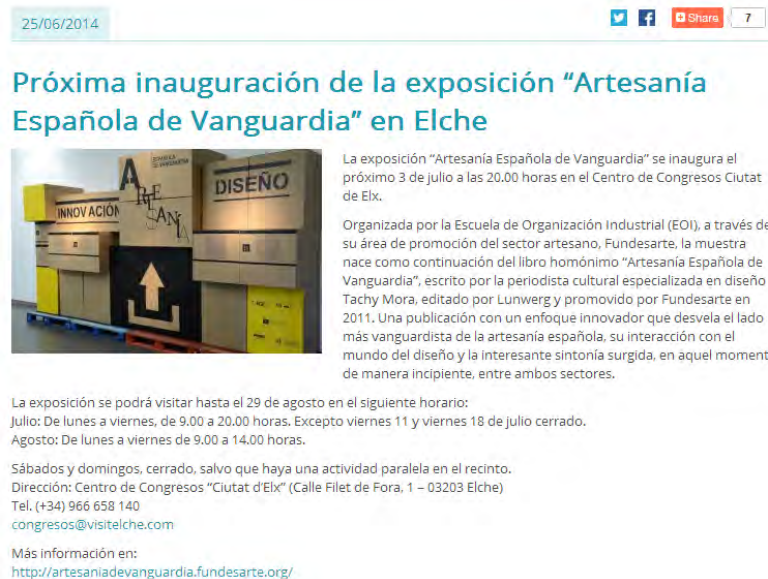 25/06/2014
Share
7
Próxima inauguración de la exposición “Artesanía
Española de Vanguardia” en Elche
INNOVACIÓN
ARTESANÍA
DISEÑO
La exposición “Artesanía Española de Vanguardia” se inaugura el
próximo 3 de julio a las 20.00 horas en el Centro de Congresos Ciutat
de Elx.
Organizada por la Escuela de Organización Industrial (EOI), a través de
su área de promoción del sector artesano, Fundesarte, la muestra
nace como continuación del libro homónimo “Artesanía Española de
Vanguardia”, escrito por la periodista cultural especializada en diseño
Tachy Mora, editado por Lunwerg y promovido por Fundesarte en
2011. Una publicación con un enfoque innovador que desvela el lado
más vanguardista de la artesanía española, su interacción con el
mundo del diseño y la interesante sintonía surgida, en aquel moment
de manera incipiente, entre ambos sectores.
La exposición se podrá visitar hasta el 29 de agosto en el siguiente horario:
Julio: De lunes a viernes, de 9.00 a 20.00 horas. Excepto viernes 11 y viernes 18 de julio cerrado.
Agosto: De lunes a viernes de 9.00 a 14.00 horas.
Sábados y domingos, cerrado, salvo que haya una actividad paralela en el recinto.
Dirección: Centro de Congresos “Ciutat d’Elx” (Calle Filet de Fora, 1 – 03203 Elche)
Tel. (+34) 966 658 140
congresos@visitelche.com
Más información en:
http://artesaniadevanguardia.fundesarte.org/